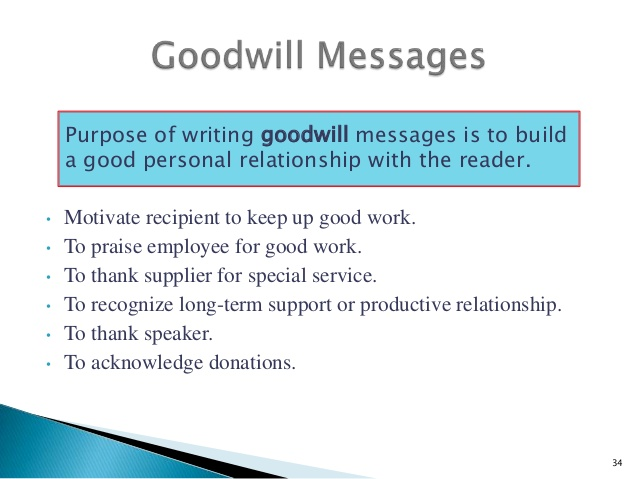 Goodwill Messages
Purpose of writing goodwill messages is to build
a good personal relationship with the reader.
• Motivate recipient to keep up good work.
• To praise employee for good work.
• To thank supplier for special service.
• To recognize long-term support or productive relationship.
• To thank speaker.
• To acknowledge donations.
34